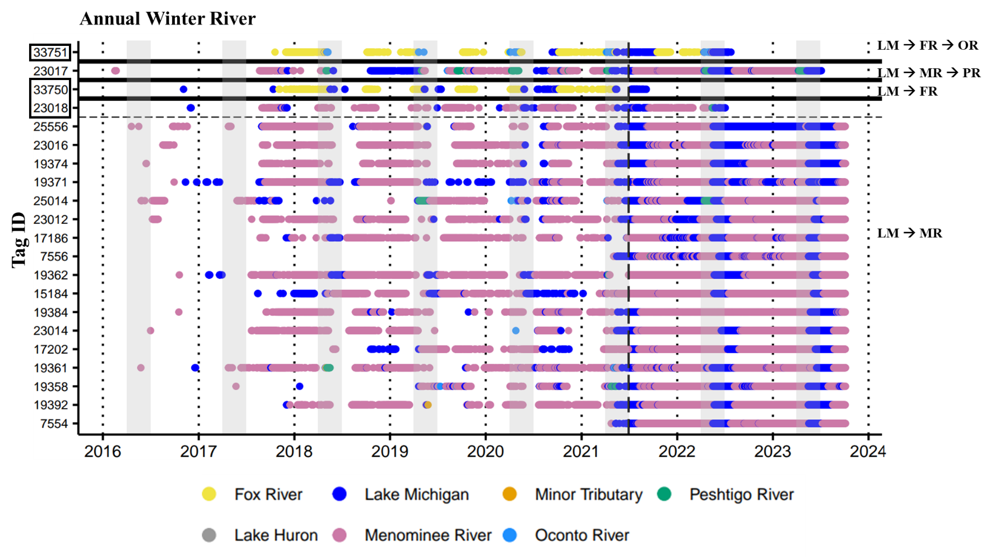 Annual Winter River
33751
LM → FR → OR
23017
LM → MR → PR
33750
LM → FR
23018
25556
23016
19374
19371
25014
23012
17186
LM → MR
7556
19362
15184
19384
23014
17202
19361
19358
19392
7554
Tag ID
2016 2017 2018 2019 2020 2021 2022 2023 2024
Fox River Lake Michigan Minor Tributary Peshtigo River
Lake Huron Menominee River Oconto River